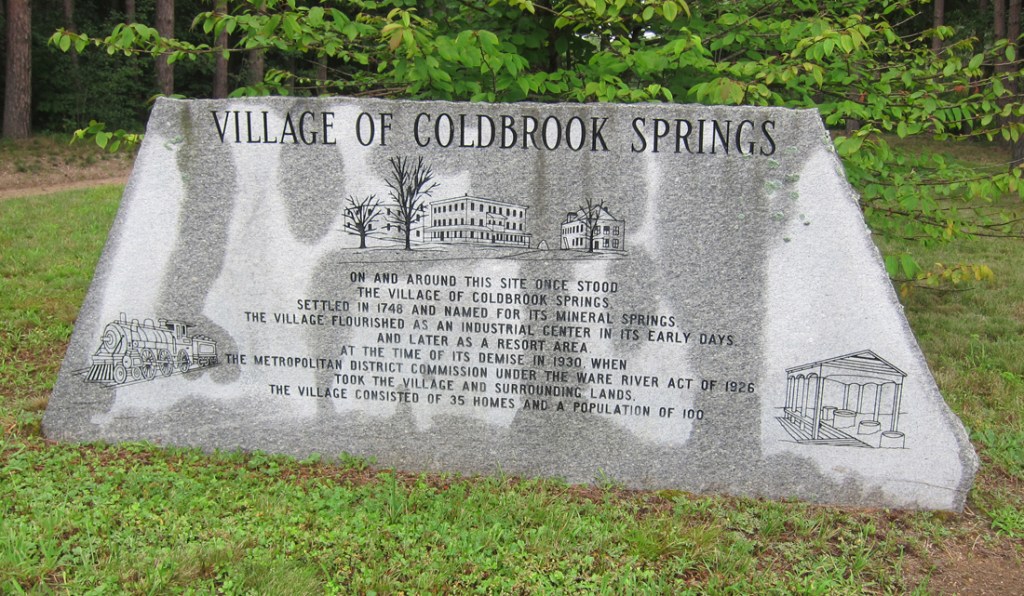 VILLAGE OF COLDBROOK SPRINGS
ON AND AROUND THIS SITE ONCE STOOD
THE VILLAGE OF COLDBROOK SPRINGS,
SETTLED IN 1748 AND NAMED FOR ITS MINERAL SPRINGS.
THE VILLAGE FLOURISHED AS AN INDUSTRIAL CENTER IN ITS EARLY DAYS,
AND LATER AS A RESORT AREA.
AT THE TIME OF ITS DEMISE IN 1930, WHEN
THE METROPOLITAN DISTRICT COMMISSION UNDER THE WARE RIVER ACT OF 1926
TOOK THE VILLAGE AND SURROUNDING LANDS,
THE VILLAGE CONSISTED OF 35 HOMES AND A POPULATION OF 100